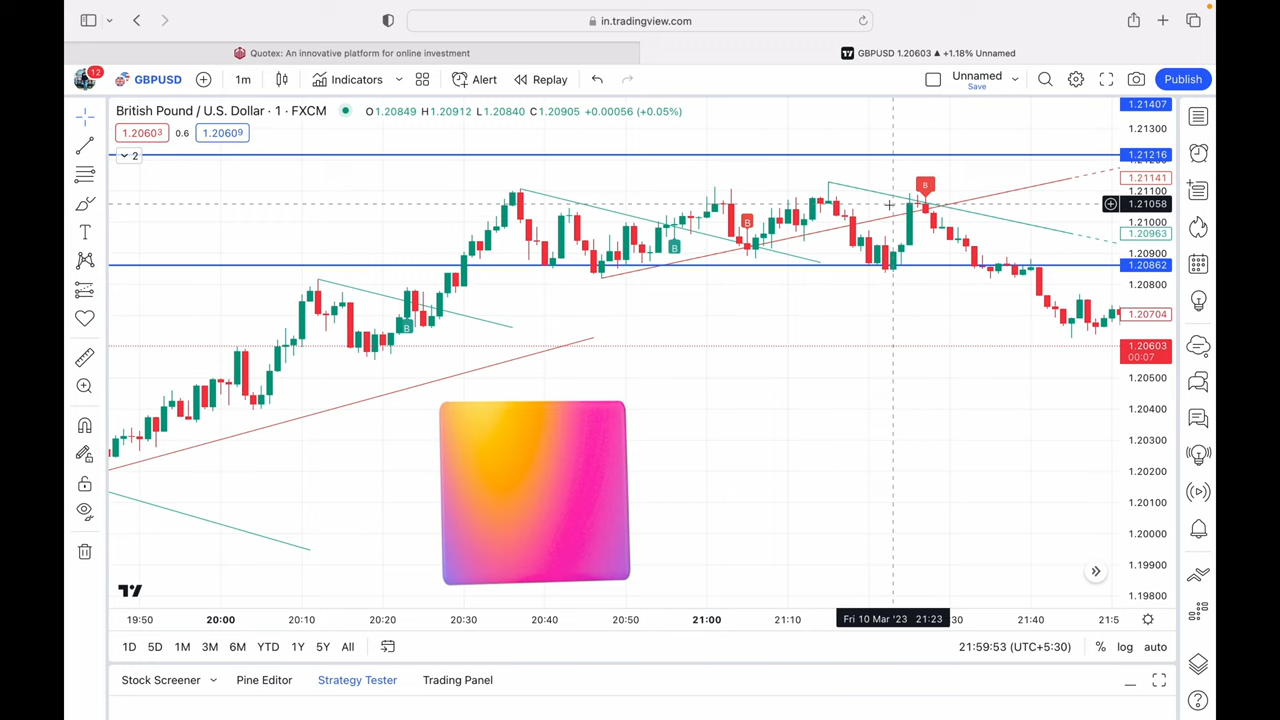 in.tradingview.com
Quotex: An innovative platform for online investment
GBPUSD 1.20603 ▲ +1.18% Unnamed
12
GBPUSD
1m
Indicators
Alert
Replay
Unnamed
Save
Publish
British Pound / U.S. Dollar · 1 · FXCM
O1.20849 H1.20912 L1.20840 C1.20905 +0.00056 (+0.05%)
1.20603 0.6 1.20609
2
1.21407
1.21300
1.21216
1.21141
1.21100
1.21058
1.21000
1.20963
1.20900
1.20862
1.20800
1.20704
1.20603
00:07
1.20500
1.20400
1.20300
1.20200
1.20100
1.20000
1.19900
1.19800
B
B
B
B
19:50 20:00 20:10 20:20 20:30 20:40 20:50 21:00 21:10 Fri 10 Mar '23 21:23 :30 21:40 21:5
1D 5D 1M 3M 6M YTD 1Y 5Y All
21:59:53 (UTC+5:30) % log auto
Stock Screener Pine Editor Strategy Tester Trading Panel